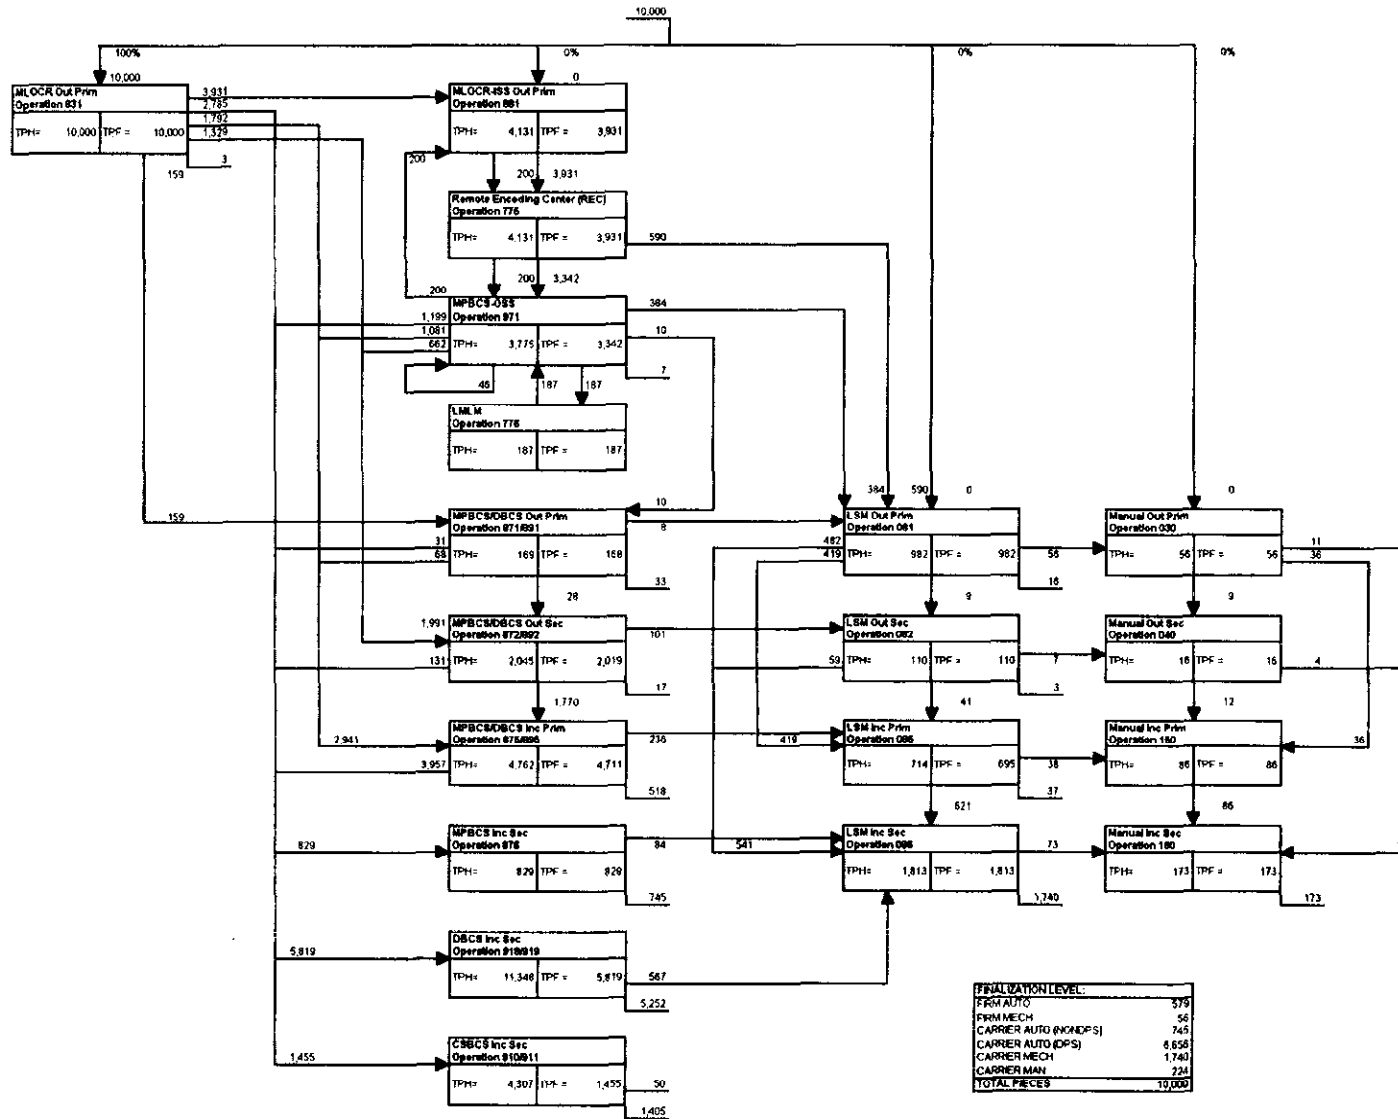 10,000
100%
0%
0%
0%
10,000
MLOCR Out Prim
Operation 831
TPH= 10,000 TPF = 10,000
3,931
2,785
1,792
1,329
3
159
0
MLOCR-ISS Out Prim
Operation 881
TPH= 4,131 TPF = 3,931
200
200 3,931
Remote Encoding Center (REC)
Operation 775
TPH= 4,131 TPF = 3,931
590
200 3,342
200
MPBCS-OSS
Operation 971
TPH= 3,775 TPF = 3,342
1,199
1,081
662
384
10
7
46
187
187
LMLM
Operation 776
TPH= 187 TPF = 187
159
10
MPBCS/DBCS Out Prim
Operation 871/891
TPH= 169 TPF = 168
31
68
8
33
28
384
590
0
LSM Out Prim
Operation 081
TPH= 982 TPF = 982
482
419
56
16
9
0
Manual Out Prim
Operation 030
TPH= 56 TPF = 56
11
36
9
1,991
MPBCS/DBCS Out Sec
Operation 872/892
TPH= 2,045 TPF = 2,019
131
101
17
1,770
LSM Out Sec
Operation 082
TPH= 110 TPF = 110
59
7
3
41
Manual Out Sec
Operation 040
TPH= 16 TPF = 16
4
12
2,941
MPBCS/DBCS Inc Prim
Operation 875/895
TPH= 4,762 TPF = 4,711
3,957
236
518
419
LSM Inc Prim
TPH= 714 TPF = 695
38
37
621
Manual Inc Prim
TPH= 86 TPF = 86
36
86
829
MPBCS Inc Sec
Operation 876
TPH= 829 TPF = 828
84
745
541
LSM Inc Sec
TPH= 1,813 TPF = 1,813
73
1,740
Manual Inc Sec
Operation 160
TPH= 173 TPF = 173
173
5,819
DBCS Inc Sec
Operation 918/919
TPH= 11,346 TPF = 5,819
567
5,252
1,455
CSBCS Inc Sec
Operation 910/911
TPH= 4,307 TPF = 1,455
50
1,405
FINALIZATION LEVEL:
FIRM AUTO 579
FIRM MECH 56
CARRIER AUTO (NONDPS) 745
CARRIER AUTO (DPS) 6,656
CARRIER MECH 1,740
CARRIER MAN 224
TOTAL PIECES 10,000